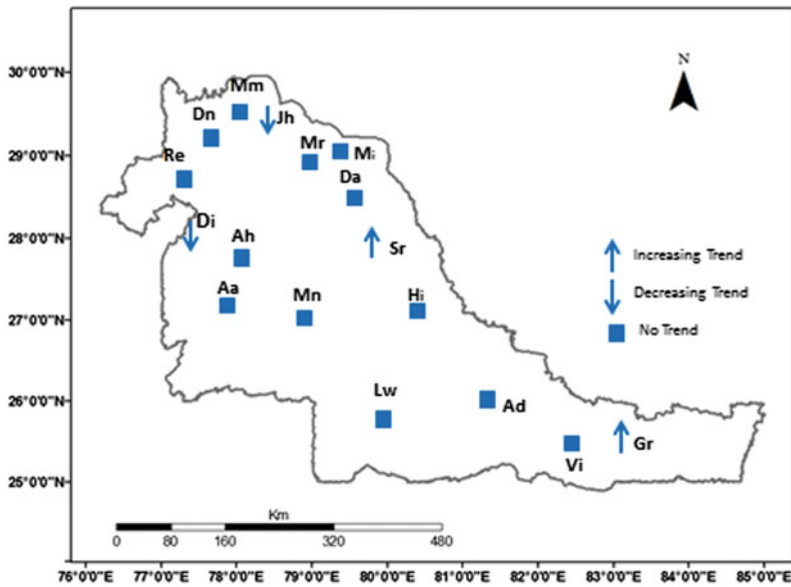 N
30°0'0"N
Mm
Dn
Jh
29°0'0"N
Mr
Mi
Re
Da
28°0'0"N
Di
Ah
Sr
Increasing Trend
Aa
Mn
Hi
Decreasing Trend
27°0'0"N
No Trend
Lw
26°0'0"N
Ad
Vi
Gr
25°0'0"N
Km
0 80 160 320 480
76°0'0"E 77°0'0"E 78°0'0"E 79°0'0"E 80°0'0"E 81°0'0"E 82°0'0"E 83°0'0"E 84°0'0"E 85°0'0"E